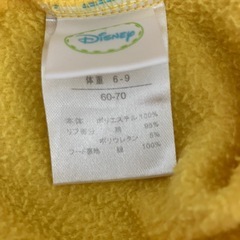 Disney
体重 6-9
60-70
本体 ポリエステル 100%
リブ部分 綿 95%
ポリウレタン 5%
フード裏地 綿 100%